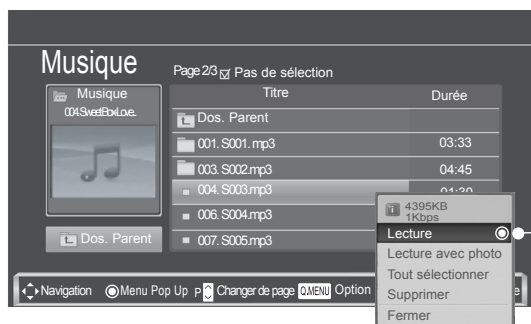 Musique
Page 2/3 Pas de sélection
Musique
004.SweetBoxLove..
Titre Durée
Dos. Parent
001. S001. mp3 03:33
003. S002.mp3 04:45
004. S003.mp3 01:30
006. S004.mp3
007. S005.mp3
Dos. Parent
4395KB
1Kbps
Lecture
Lecture avec photo
Tout sélectionner
Supprimer
Fermer
Navigation Menu Pop Up P Changer de page Q.MENU Option